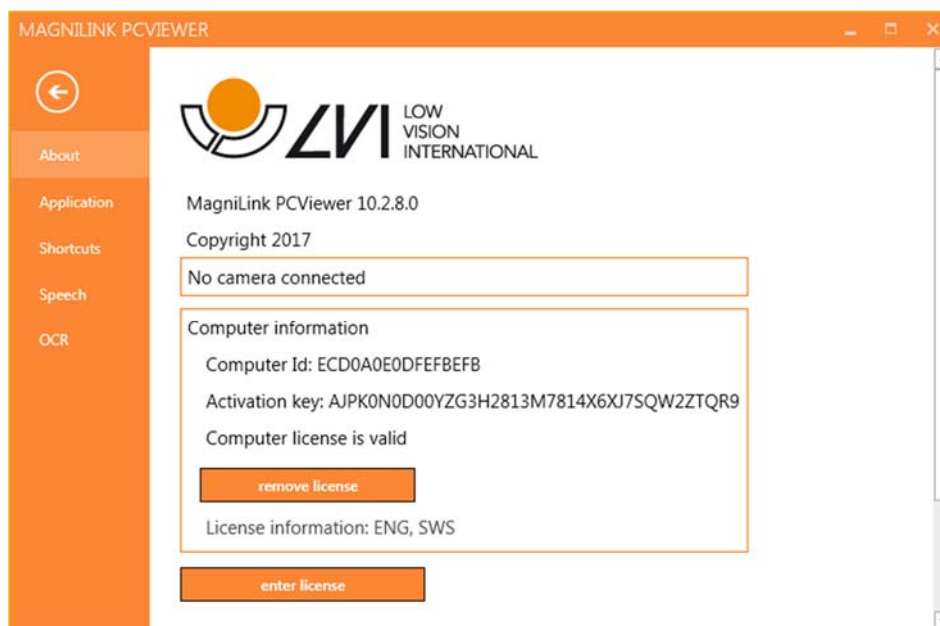 MAGNILINK PCVIEWER
About
Application
Shortcuts
Speech
OCR
LVI
LOW
VISION
INTERNATIONAL
MagniLink PCViewer 10.2.8.0
Copyright 2017
No camera connected
Computer information
Computer Id: ECD0A0E0DFEFBEFB
Activation key: AJPK0N0D00YZG3H2813M7814X6XJ7SQW2ZTQR9
Computer license is valid
remove license
License information: ENG, SWS
enter license